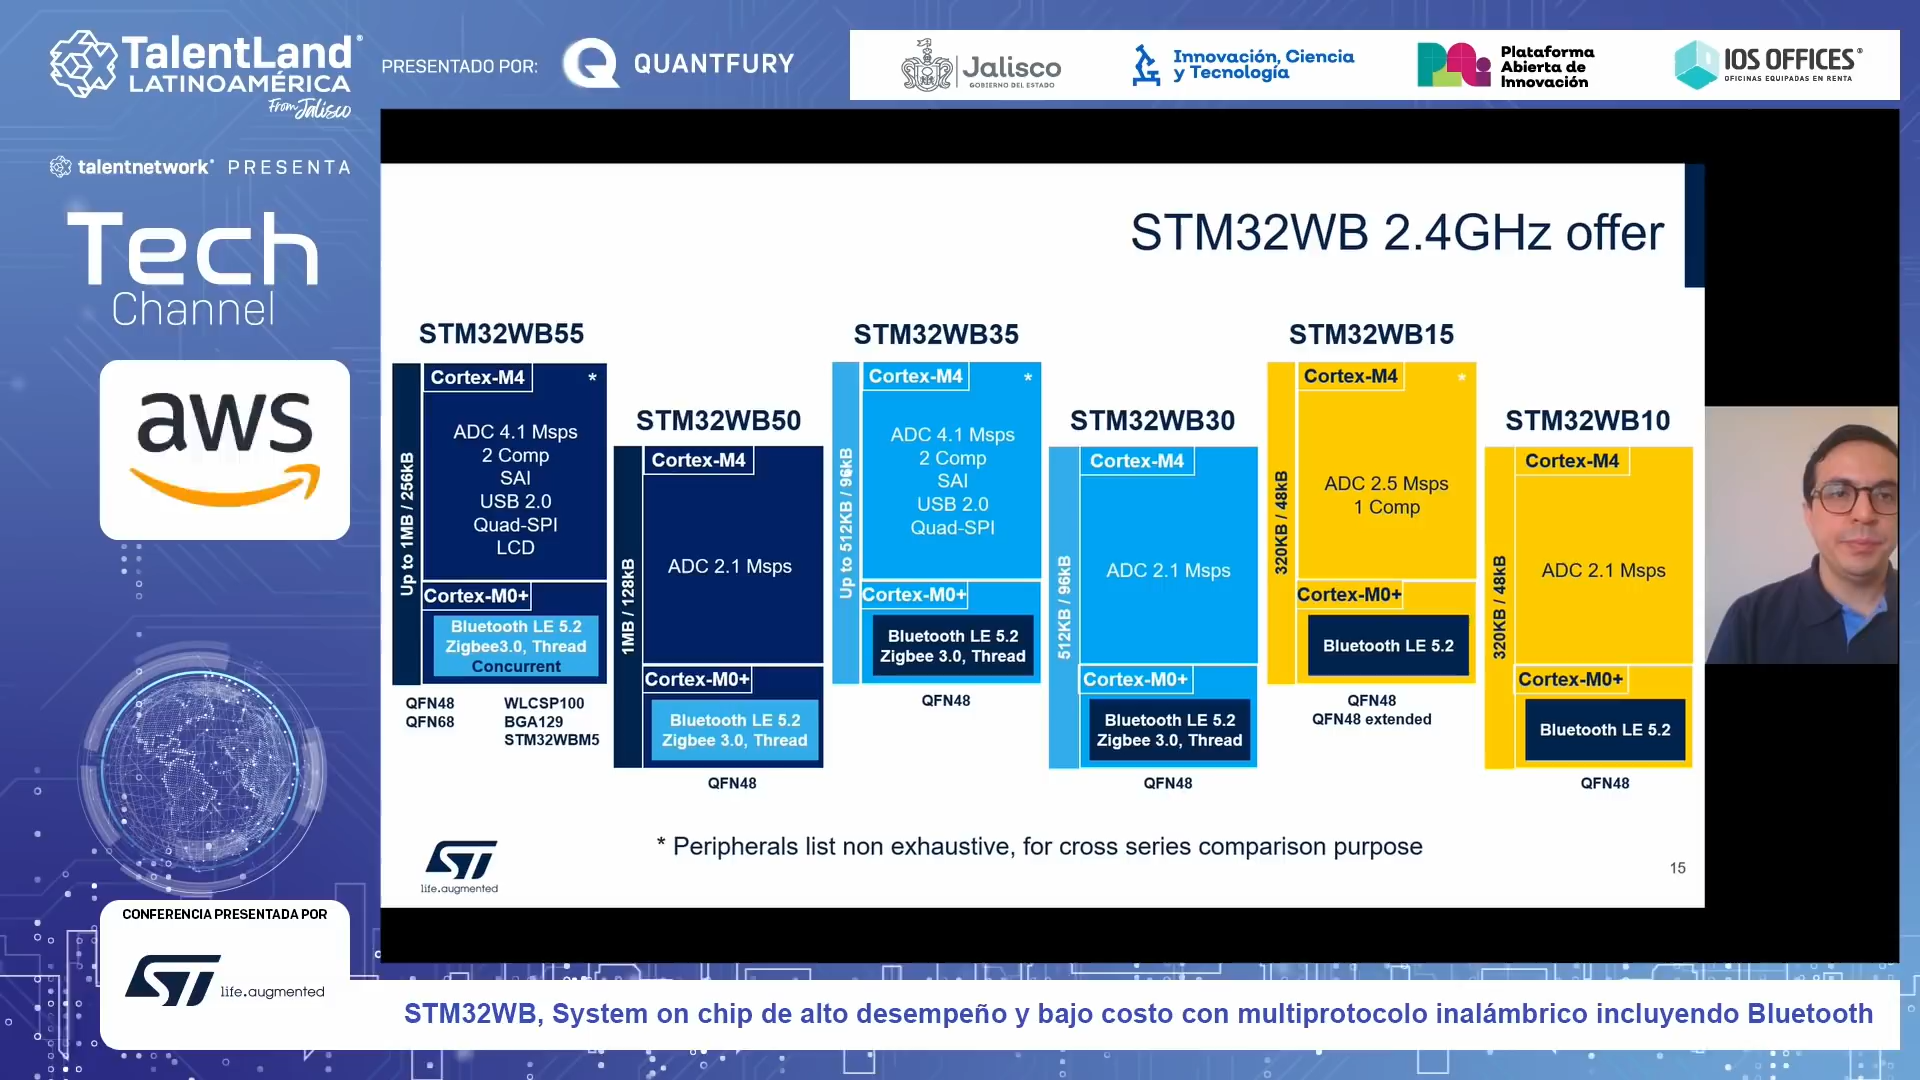 TalentLand®
LATINOAMÉRICA
From Jalisco
PRESENTADO POR:
QUANTFURY
Jalisco
GOBIERNO DEL ESTADO
Innovación, Ciencia
y Tecnología
Plataforma
Abierta de
Innovación
IOS OFFICES®
OFICINAS EQUIPADAS EN RENTA
talentnetwork® PRESENTA
Tech
Channel
aws
CONFERENCIA PRESENTADA POR
ST
life.augmented
STM32WB 2.4GHz offer
STM32WB55
Up to 1MB / 256kB
Cortex-M4 *
ADC 4.1 Msps
2 Comp
SAI
USB 2.0
Quad-SPI
LCD
Cortex-M0+
Bluetooth LE 5.2
Zigbee3.0, Thread
Concurrent
QFN48
QFN68
WLCSP100
BGA129
STM32WBM5
STM32WB50
1MB / 128kB
Cortex-M4
ADC 2.1 Msps
Cortex-M0+
Bluetooth LE 5.2
Zigbee 3.0, Thread
QFN48
STM32WB35
Up to 512KB / 96kB
Cortex-M4 *
ADC 4.1 Msps
2 Comp
SAI
USB 2.0
Quad-SPI
Cortex-M0+
Bluetooth LE 5.2
Zigbee 3.0, Thread
QFN48
STM32WB30
512KB / 96kB
Cortex-M4
ADC 2.1 Msps
Cortex-M0+
Bluetooth LE 5.2
Zigbee 3.0, Thread
QFN48
STM32WB15
320KB / 48kB
Cortex-M4 *
ADC 2.5 Msps
1 Comp
Cortex-M0+
Bluetooth LE 5.2
QFN48
QFN48 extended
STM32WB10
320KB / 48kB
Cortex-M4
ADC 2.1 Msps
Cortex-M0+
Bluetooth LE 5.2
QFN48
* Peripherals list non exhaustive, for cross series comparison purpose
ST
life.augmented
15
STM32WB, System on chip de alto desempeño y bajo costo con multiprotocolo inalámbrico incluyendo Bluetooth